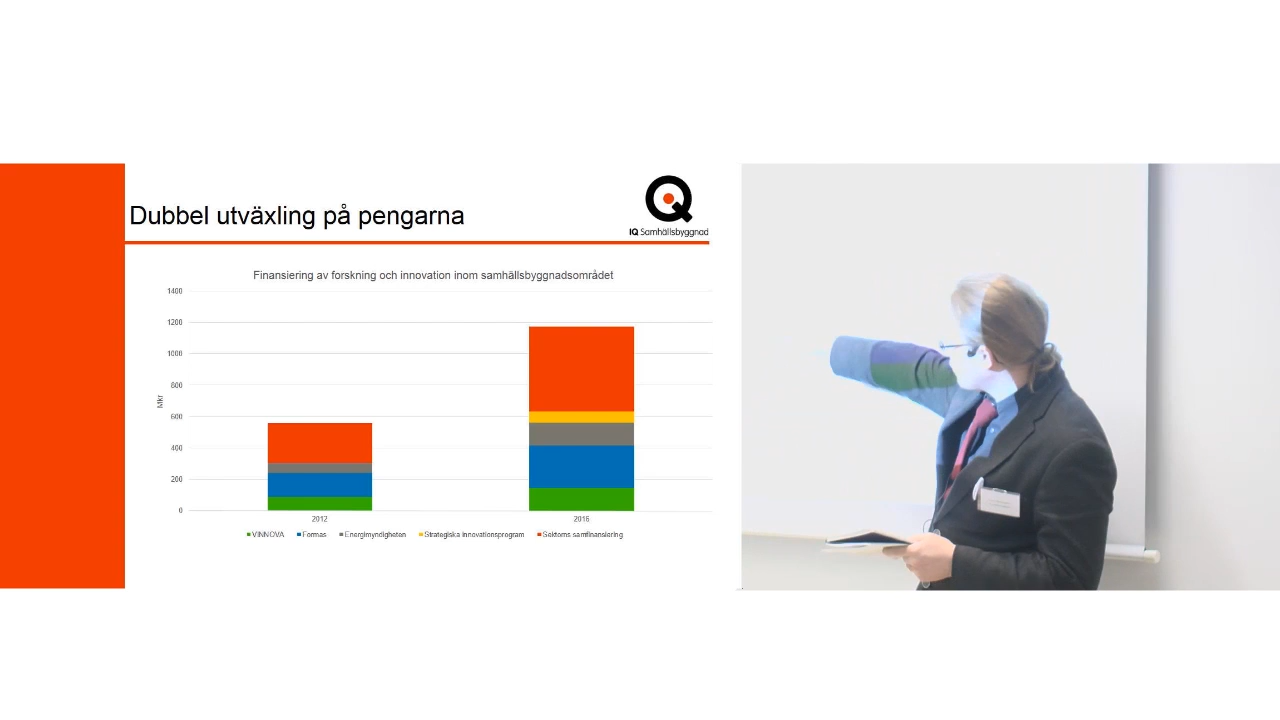 Dubbel utväxling på pengarna
IQ Samhällsbyggnad
Finansiering av forskning och innovation inom samhällsbyggnadsområdet
1400
1200
1000
800
600
400
200
0
Mkr
2012
2016
VINNOVA
Formas
Energimyndigheten
Strategiska innovationsprogram
Sektorns samfinansiering